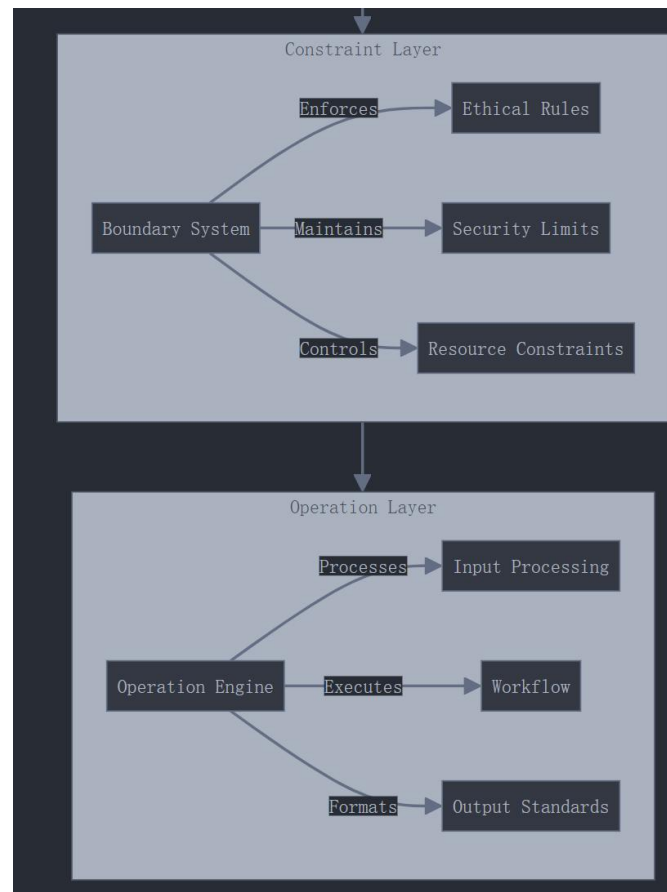 Constraint Layer
Enforces
Ethical Rules
Boundary System
Maintains
Security Limits
Controls
Resource Constraints
Operation Layer
Processes
Input Processing
Operation Engine
Executes
Workflow
Formats
Output Standards